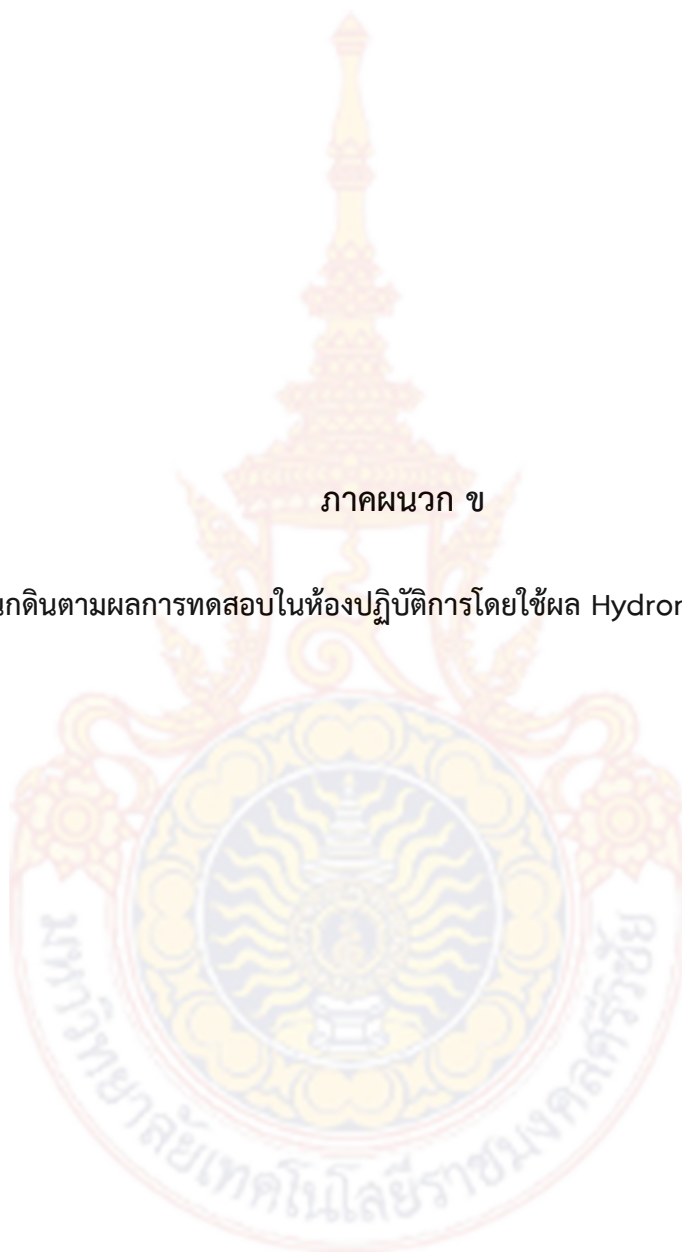 ภาคผนวก ข
นกดินตามผลการทดสอบในห้องปฏิบัติการโดยใช้ผล Hydrom
มหาวิทยาลัยเทคโนโลยีราชมงคลศรีวิชัย